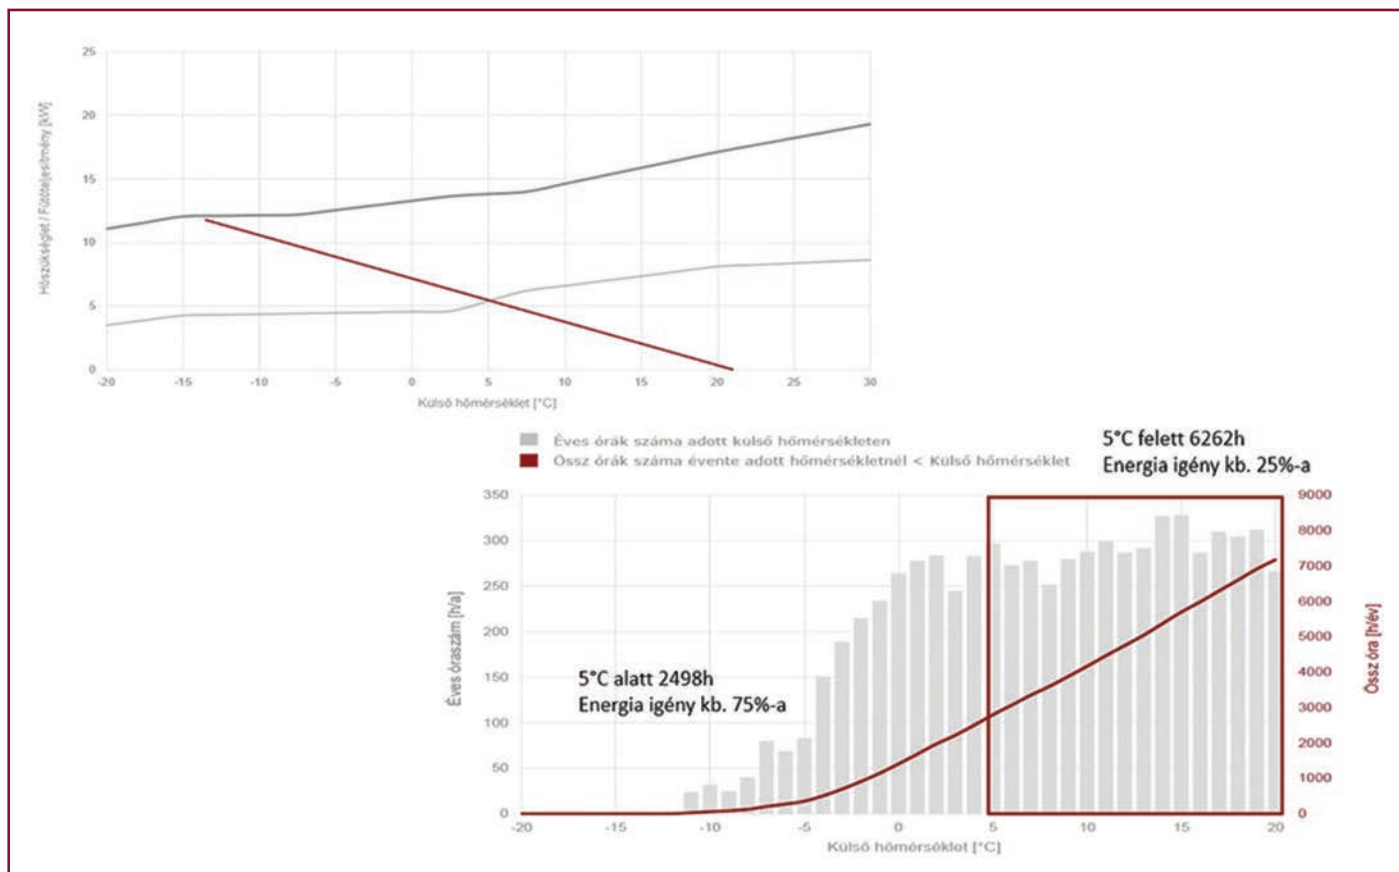 25
20
15
10
5
0
Hőszükséglet / Fűtőteljesítmény [kW]
-20 -15 -10 -5 0 5 10 15 20 25 30
Külső hőmérséklet [°C]
Éves órák száma adott külső hőmérsékleten
Össz órák száma évente adott hőmérsékletnél < Külső hőmérséklet
5°C felett 6262h
Energia igény kb. 25%-a
350
300
250
200
150
100
50
0
Éves óraszám [h/a]
5°C alatt 2498h
Energia igény kb. 75%-a
9000
8000
7000
6000
5000
4000
3000
2000
1000
0
Össz óra [h/év]
-20 -15 -10 -5 0 5 10 15 20
Külső hőmérséklet [°C]